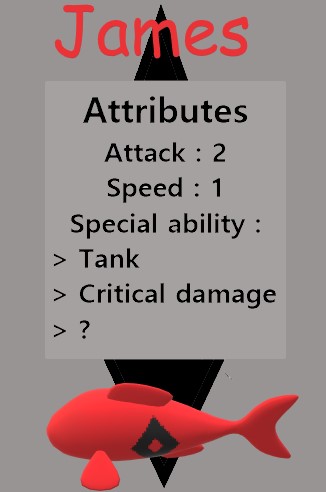 James
Attributes
Attack : 2
Speed : 1
Special ability :
> Tank
> Critical damage
> ?